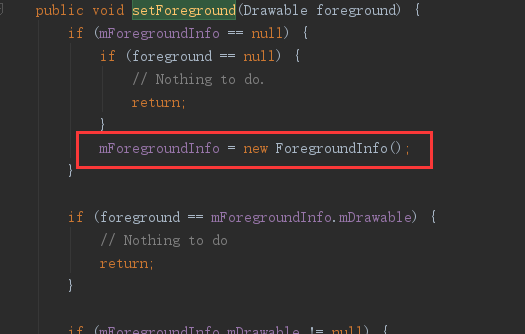 public void setForeground(Drawable foreground) {
if (mForegroundInfo == null) {
if (foreground == null) {
// Nothing to do.
return;
}
mForegroundInfo = new ForegroundInfo();
}
if (foreground == mForegroundInfo.mDrawable) {
// Nothing to do
return;
}
if (mForegroundInfo.mDrawable != null) {